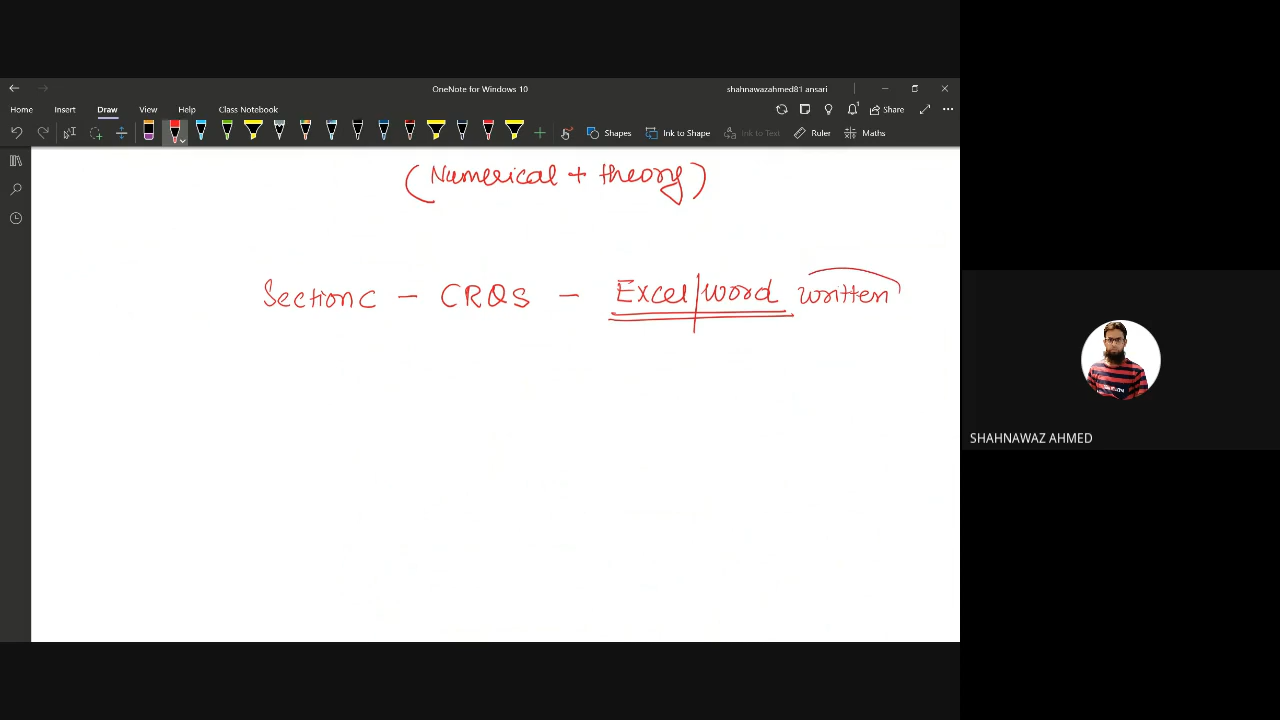 OneNote for Windows 10
shahnawazahmed81 ansari
Home Insert Draw View Help Class Notebook Share
Shapes Ink to Shape Ink to Text Ruler Maths
(Numerical + theory)
Section C - CRQS - Excel/word written
SHAHNAWAZ AHMED